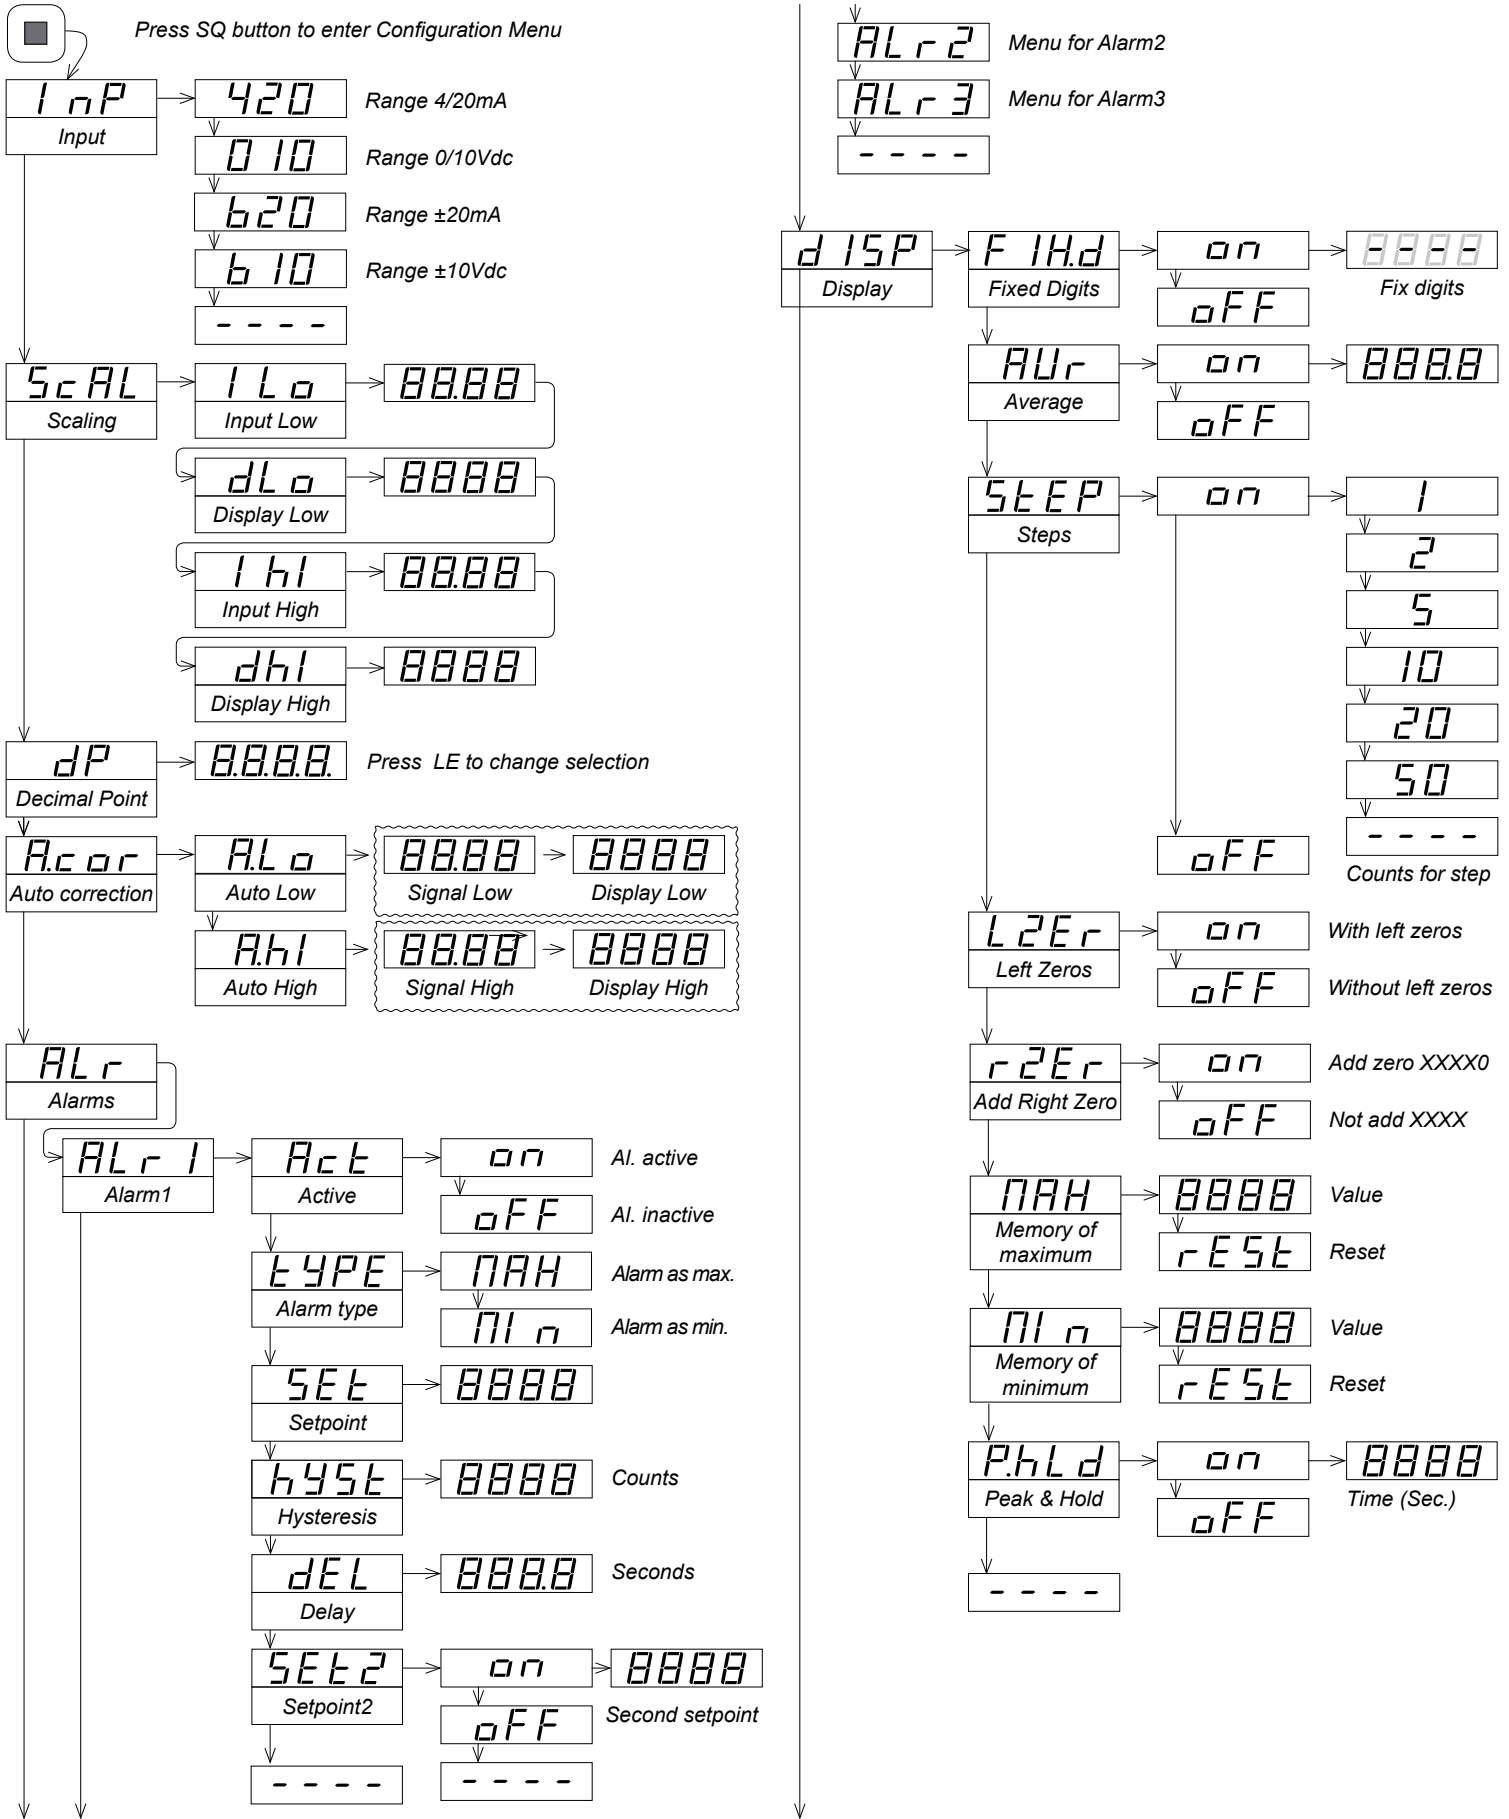 Press SQ button to enter Configuration Menu
InP
Input
420
Range 4/20mA
010
Range 0/10Vdc
b20
Range ±20mA
b10
Range ±10Vdc
----
ScAL
Scaling
ILo
Input Low
88.88
dLo
Display Low
8888
IhI
Input High
88.88
dhI
Display High
8888
dP
Decimal Point
8.8.8.8.
Press LE to change selection
A.cor
Auto correction
A.Lo
Auto Low
88.88
Signal Low
8888
Display Low
A.hI
Auto High
88.88
Signal High
8888
Display High
ALr
Alarms
ALr1
Alarm1
Act
Active
on
Al. active
oFF
Al. inactive
tYPE
Alarm type
MAH
Alarm as max.
MIn
Alarm as min.
SEt
Setpoint
8888
hYSt
Hysteresis
8888
Counts
dEL
Delay
888.8
Seconds
SEt2
Setpoint2
on
8888
oFF
Second setpoint
----
----
ALr2
Menu for Alarm2
ALr3
Menu for Alarm3
----
dISP
Display
FIH.d
Fixed Digits
on
----
Fix digits
oFF
AUr
Average
on
888.8
oFF
StEP
Steps
on
1
2
5
10
20
50
----
Counts for step
oFF
L2Er
Left Zeros
on
With left zeros
oFF
Without left zeros
r2Er
Add Right Zero
on
Add zero XXXX0
oFF
Not add XXXX
MAH
Memory of
maximum
8888
Value
rESt
Reset
MIn
Memory of
minimum
8888
Value
rESt
Reset
P.hLd
Peak & Hold
on
8888
Time (Sec.)
oFF
----